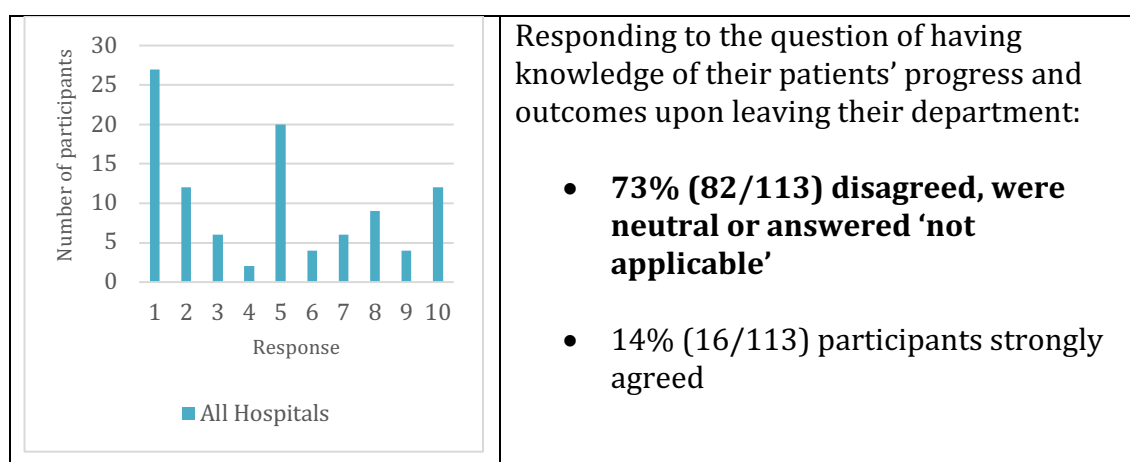 30
25
20
15
10
5
0
Number of participants
1 2 3 4 5 6 7 8 9 10
Response
All Hospitals
Responding to the question of having
knowledge of their patients’ progress and
outcomes upon leaving their department:
• 73% (82/113) disagreed, were
neutral or answered ‘not
applicable’
• 14% (16/113) participants strongly
agreed